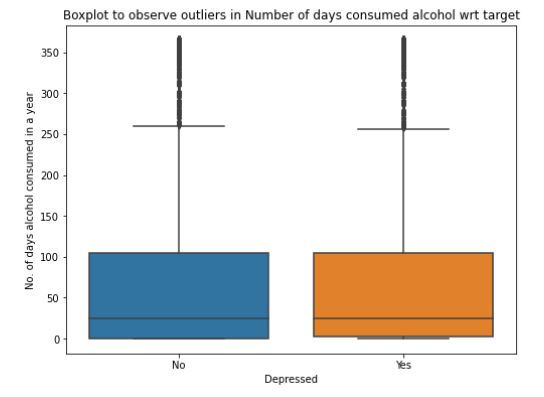 Boxplot to observe outliers in Number of days consumed alcohol wrt target
No. of days alcohol consumed in a year
350
300
250
200
150
100
50
0
No
Yes
Depressed